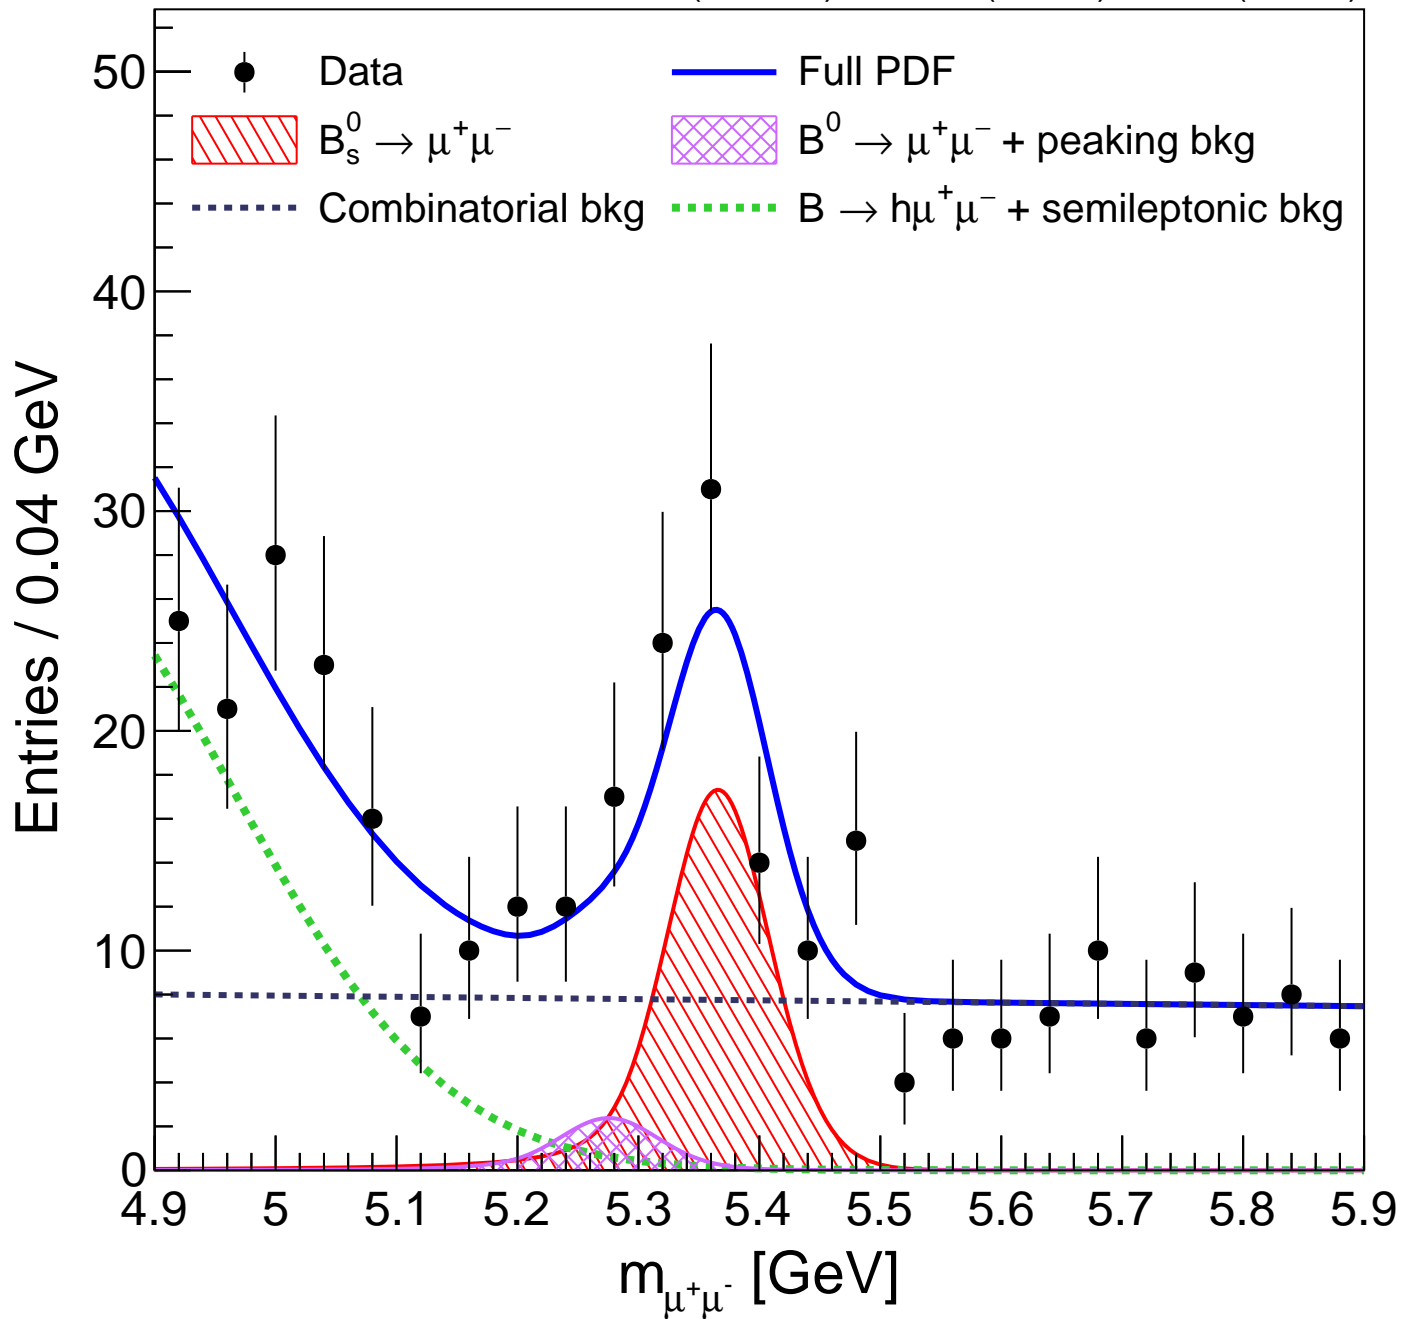 50 Data Full PDF
B⁰ₛ → μ⁺μ⁻ B⁰ → μ⁺μ⁻ + peaking bkg
Combinatorial bkg B → hμ⁺μ⁻ + semileptonic bkg
40
30
20
10
0
Entries / 0.04 GeV
4.9 5 5.1 5.2 5.3 5.4 5.5 5.6 5.7 5.8 5.9
m_μ⁺μ⁻ [GeV]